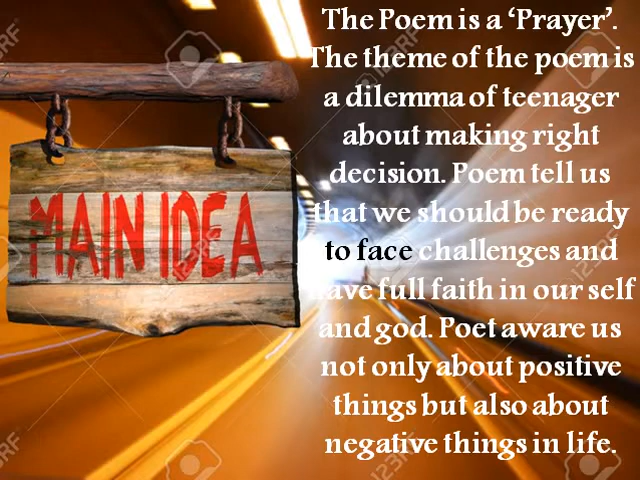 The Poem is a ‘Prayer’.
The theme of the poem is
a dilemma of teenager
about making right
decision. Poem tell us
that we should be ready
to face challenges and
have full faith in our self
and god. Poet aware us
not only about positive
things but also about
negative things in life.
MAIN IDEA
123RF